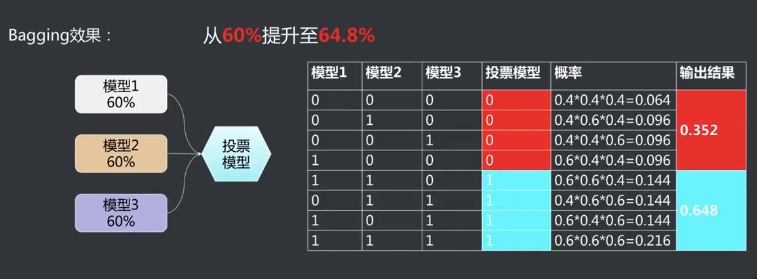 Bagging效果：
从60%提升至64.8%
模型1
60%
模型2
60%
模型3
60%
投票
模型
模型1 模型2 模型3 投票模型 概率 输出结果
0 0 0 0 0.4*0.4*0.4=0.064
0 1 0 0 0.4*0.6*0.4=0.096
0 0 1 0 0.4*0.4*0.6=0.096
1 0 0 0 0.6*0.4*0.4=0.096
0.352
1 1 0 1 0.6*0.6*0.4=0.144
0 1 1 1 0.4*0.6*0.6=0.144
1 0 1 1 0.6*0.4*0.6=0.144
1 1 1 1 0.6*0.6*0.6=0.216
0.648